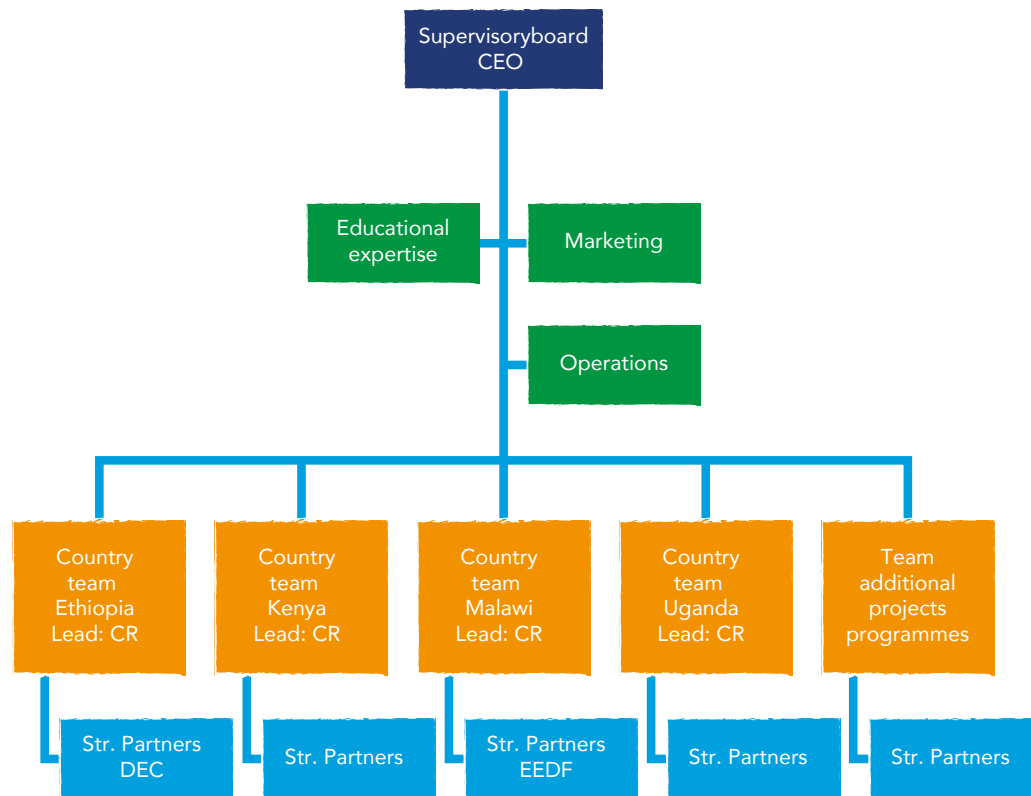 Supervisoryboard
CEO
Educational
expertise
Marketing
Operations
Country
team
Ethiopia
Lead: CR
Country
team
Kenya
Lead: CR
Country
team
Malawi
Lead: CR
Country
team
Uganda
Lead: CR
Team
additional
projects
programmes
Str. Partners
DEC
Str. Partners
Str. Partners
EEDF
Str. Partners
Str. Partners